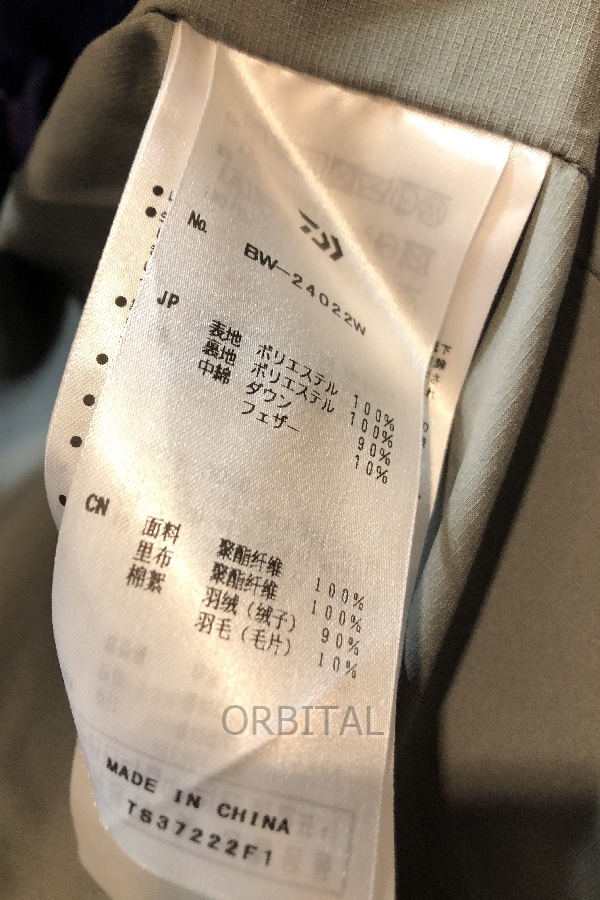 No.
BW-24022W
JP
表地 ポリエステル 100%
裏地 ポリエステル 100%
中綿 ダウン 90%
フェザー 10%
CN
面料 聚酯纤维 100%
里布 聚酯纤维 100%
棉絮 羽绒（绒子） 90%
羽毛（毛片） 10%
ORBITAL
MADE IN CHINA
TS37222F1